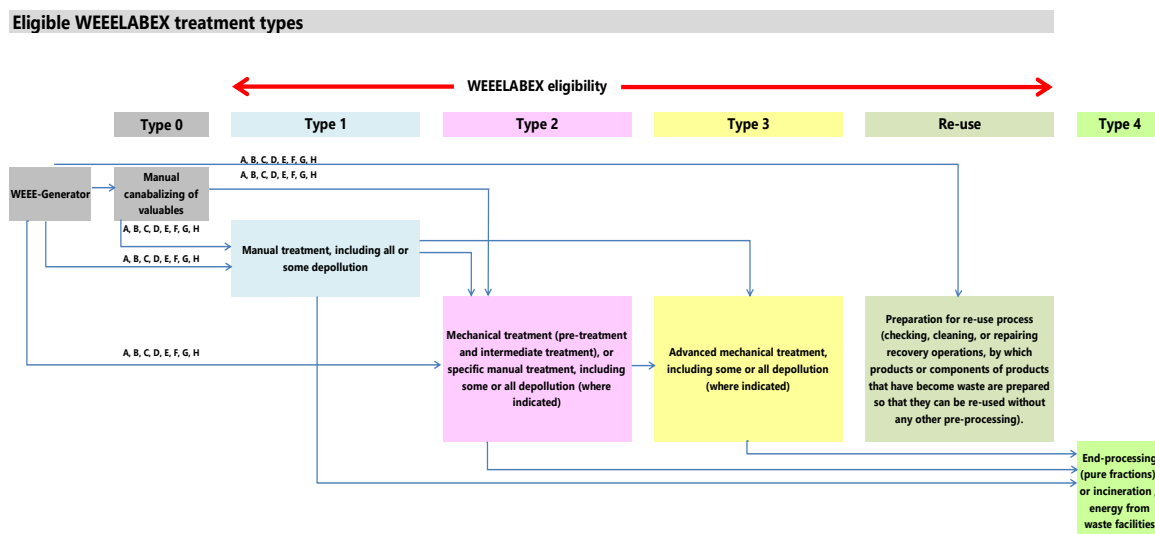 Eligible WEEELABEX treatment types
WEEELABEX eligibility
Type 0
Type 1
Type 2
Type 3
Re-use
Type 4
A, B, C, D, E, F, G, H
A, B, C, D, E, F, G, H
WEEE-Generator
Manual
canabalizing of
valuables
A, B, C, D, E, F, G, H
A, B, C, D, E, F, G, H
Manual treatment, including all or
some depollution
A, B, C, D, E, F, G, H
Mechanical treatment (pre-treatment
and intermediate treatment), or
specific manual treatment, including
some or all depollution (where
indicated)
Advanced mechanical treatment,
including some or all depollution
(where indicated)
Preparation for re-use process
(checking, cleaning, or repairing
recovery operations, by which
products or components of products
that have become waste are prepared
so that they can be re-used without
any other pre-processing).
End-processing
(pure fractions)
or incineration
energy from
waste facilities